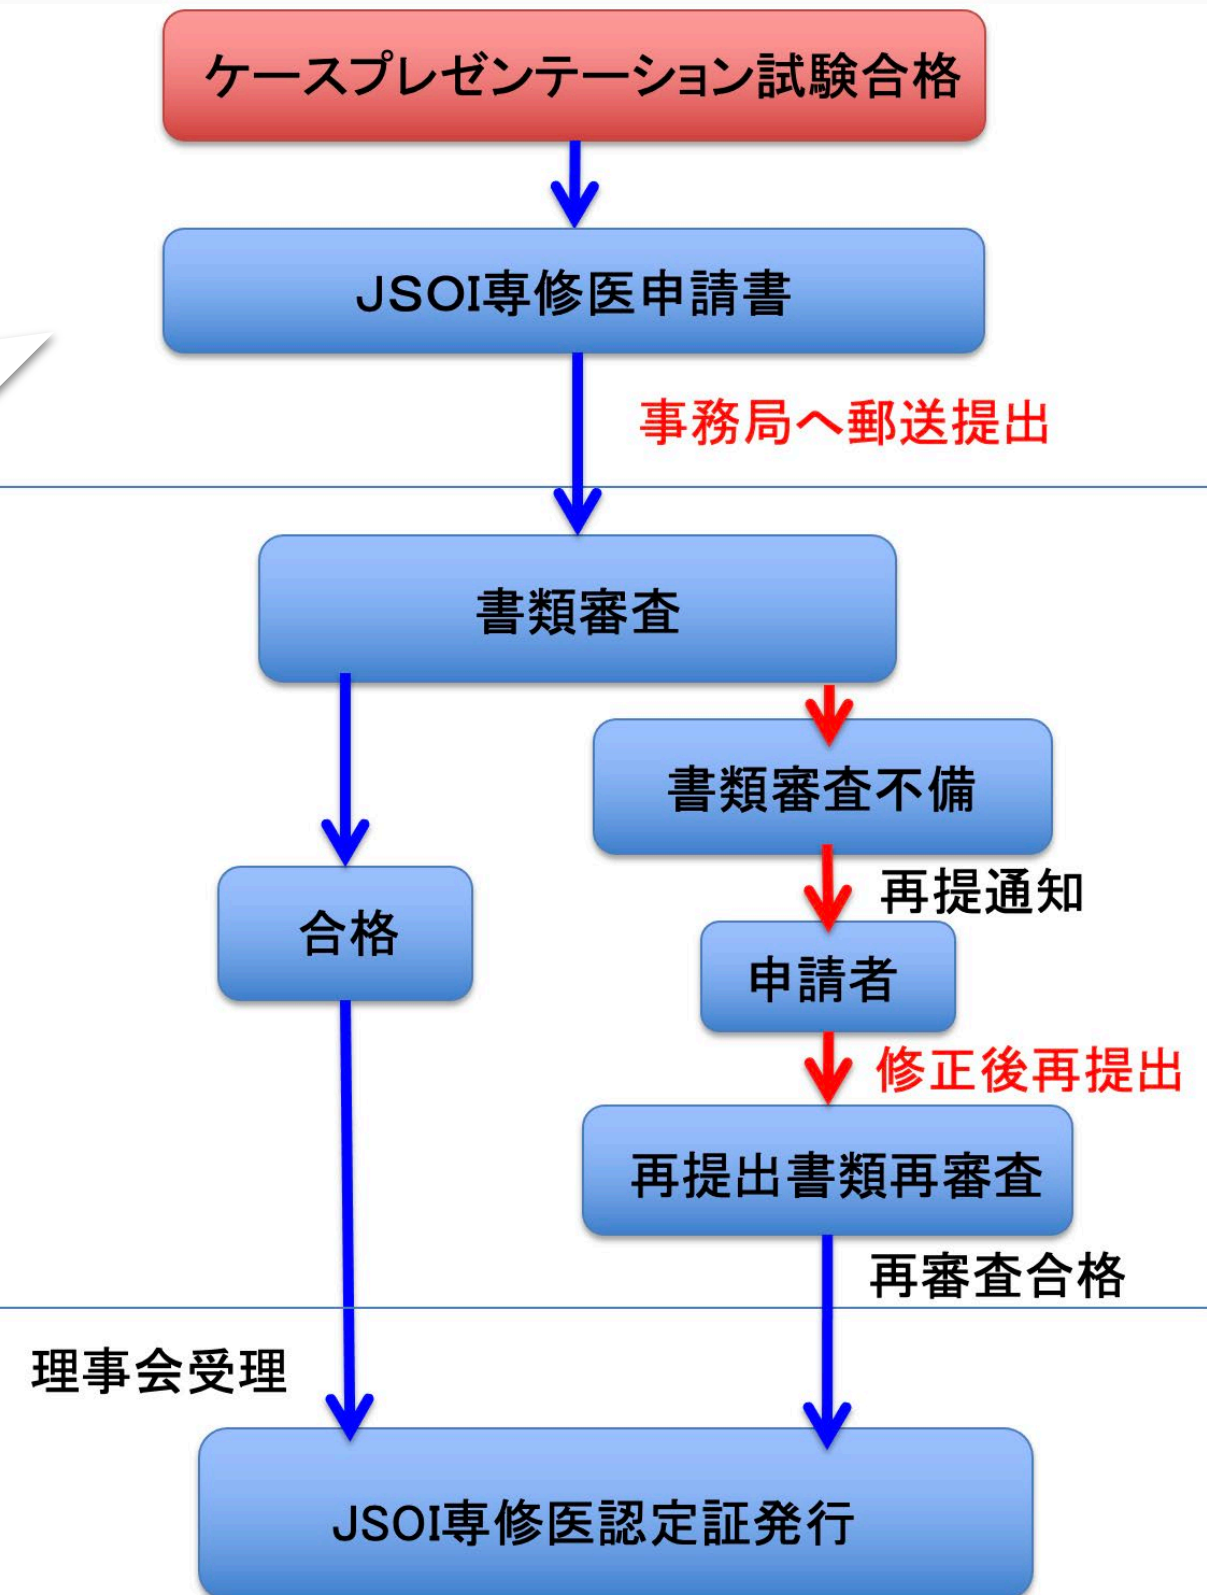 ケースプレゼンテーション試験合格
JSOI専修医申請書
事務局へ郵送提出
書類審査
書類審査不備
再提通知
合格
申請者
修正後再提出
再提出書類再審査
再審査合格
理事会受理
JSOI専修医認定証発行